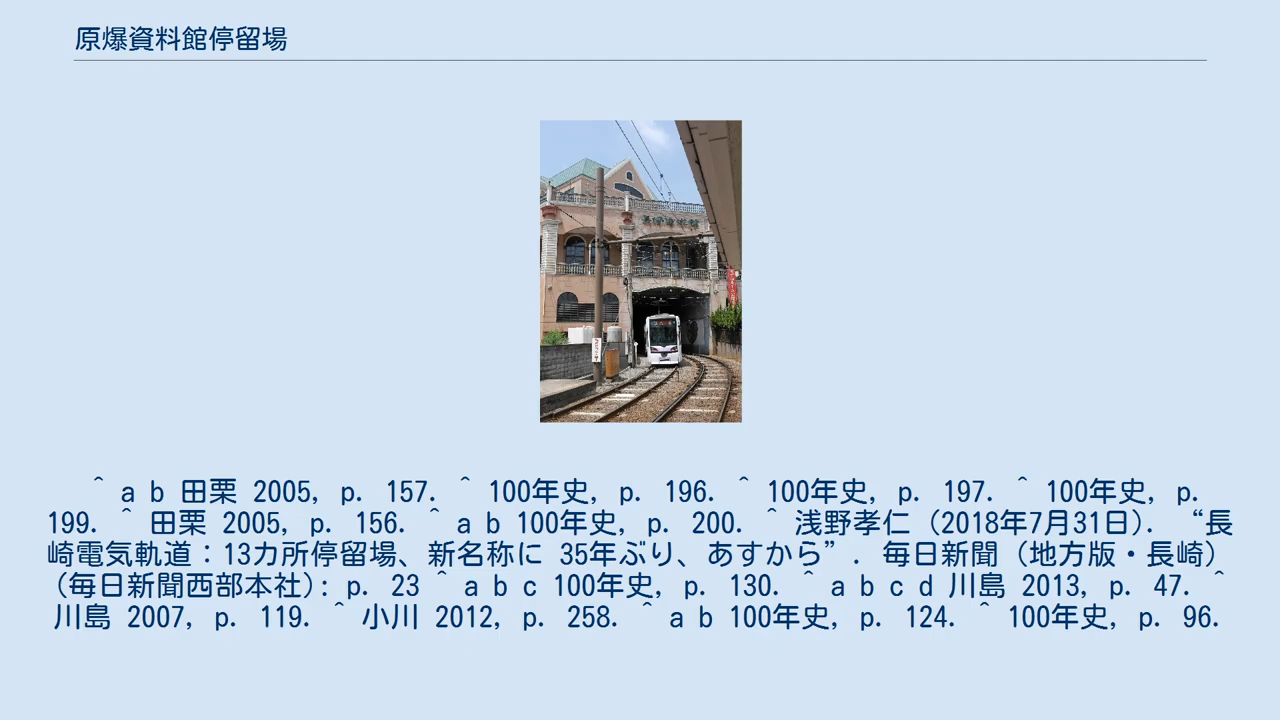 原爆資料館停留場
^ a b 田栗 2005, p. 157. ^ 100年史, p. 196. ^ 100年史, p. 197. ^ 100年史, p.
199. ^ 田栗 2005, p. 156. ^ a b 100年史, p. 200. ^ 浅野孝仁 (2018年7月31日). “長
崎電気軌道：13カ所停留場、新名称に 35年ぶり、あすから”. 毎日新聞 (地方版・長崎)
(毎日新聞西部本社): p. 23 ^ a b c 100年史, p. 130. ^ a b c d 川島 2013, p. 47. ^
川島 2007, p. 119. ^ 小川 2012, p. 258. ^ a b 100年史, p. 124. ^ 100年史, p. 96.